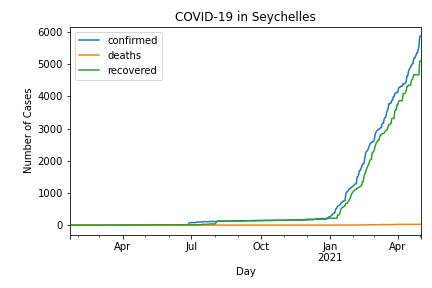 COVID-19 in Seychelles
confirmed
deaths
recovered
Number of Cases
6000
5000
4000
3000
2000
1000
0
Apr
Jul
Oct
Jan
2021
Apr
Day